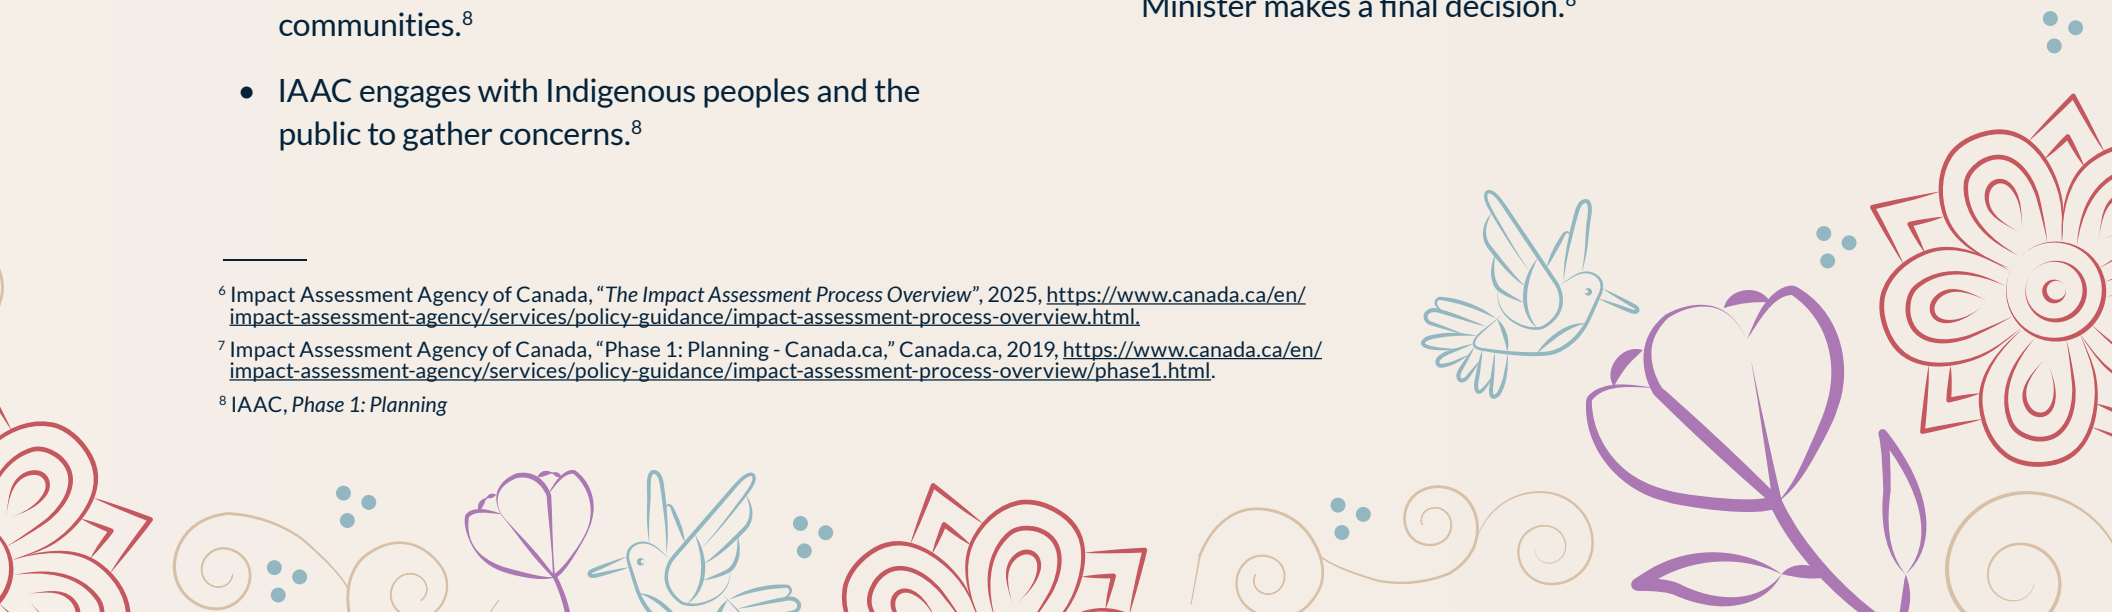 communities.⁸
• IAAC engages with Indigenous peoples and the
public to gather concerns.⁸
Minister makes a final decision.⁸
⁶ Impact Assessment Agency of Canada, “The Impact Assessment Process Overview”, 2025, https://www.canada.ca/en/
impact-assessment-agency/services/policy-guidance/impact-assessment-process-overview.html.
⁷ Impact Assessment Agency of Canada, “Phase 1: Planning - Canada.ca,” Canada.ca, 2019, https://www.canada.ca/en/
impact-assessment-agency/services/policy-guidance/impact-assessment-process-overview/phase1.html.
⁸ IAAC, Phase 1: Planning